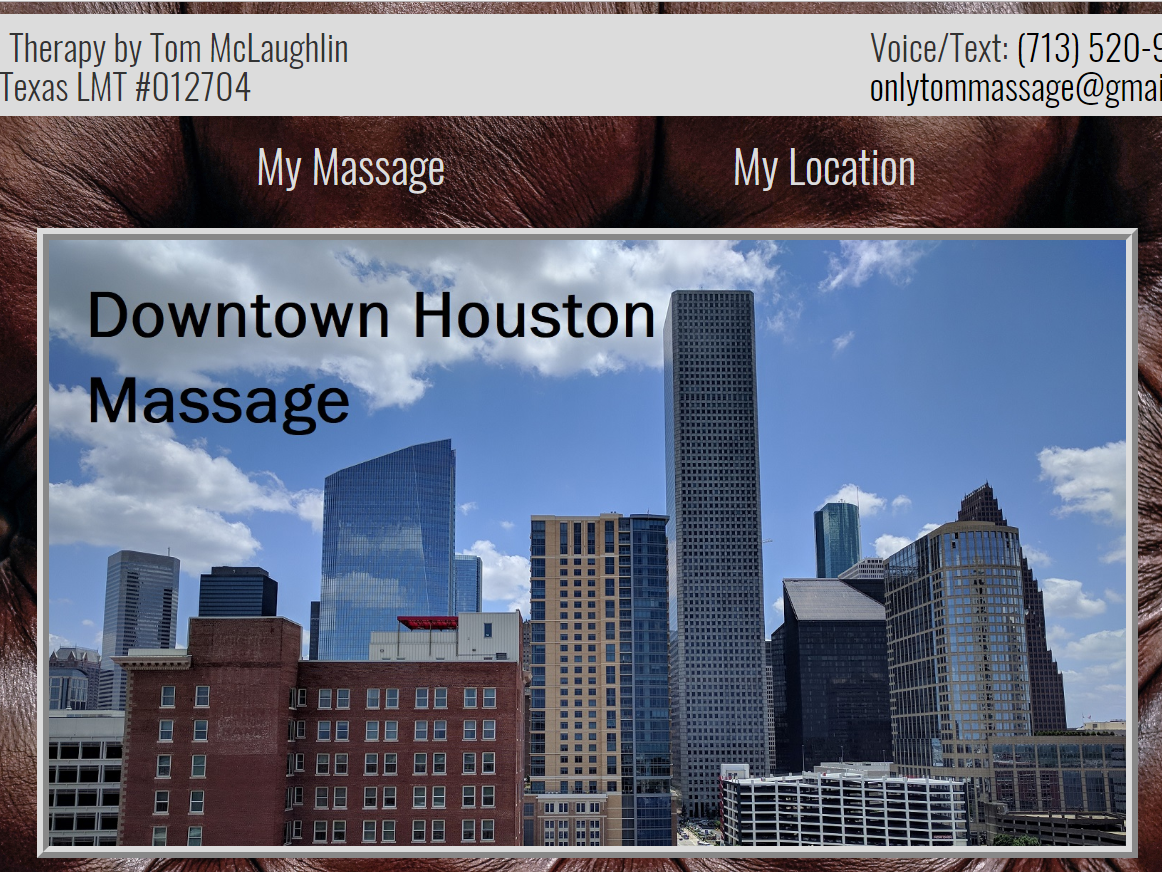 Therapy by Tom McLaughlin
Texas LMT #012704
Voice/Text: (713) 520-9
onlytommassage@gmai
My Massage
My Location
Downtown Houston
Massage